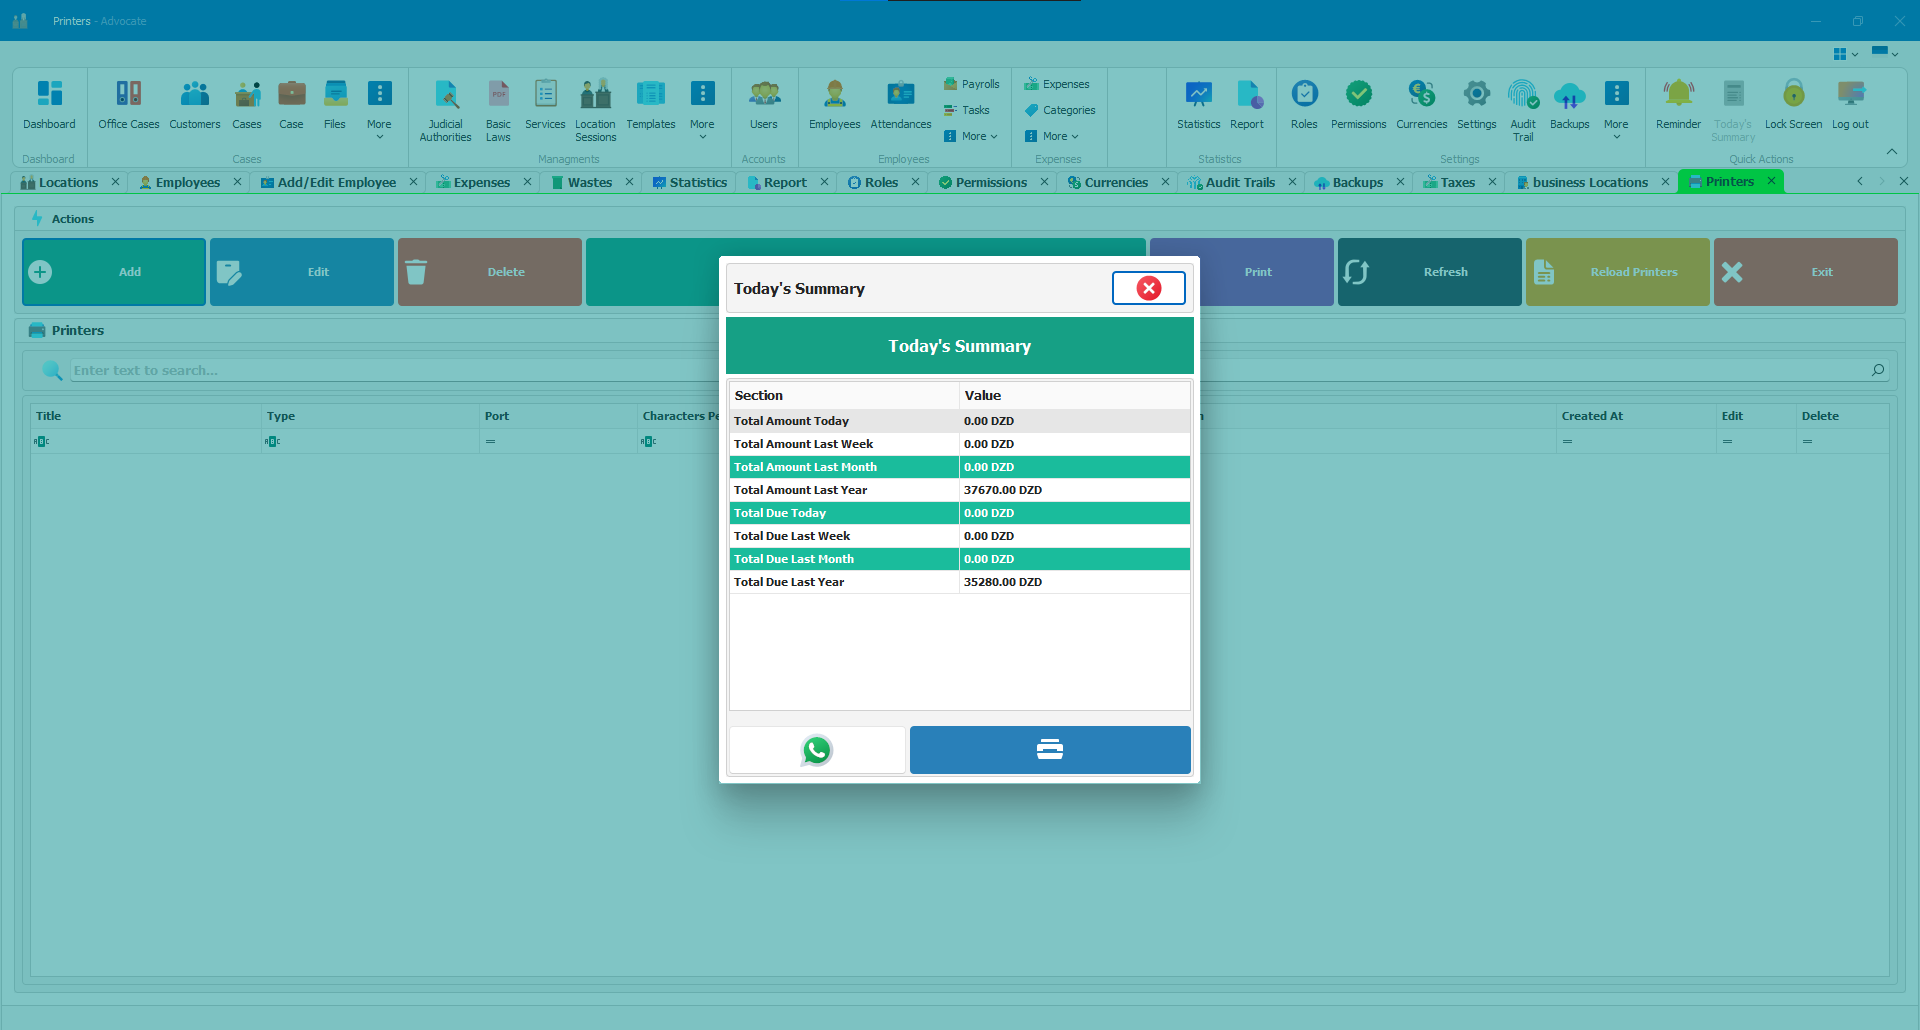 Printers - Advocate
Dashboard
Office Cases
Customers
Cases
Case
Files
More
Judicial Authorities
Basic Laws
Services
Location Sessions
Templates
More
Users
Employees
Attendances
Payrolls
Tasks
More
Expenses
Categories
More
Statistics
Report
Roles
Permissions
Currencies
Settings
Audit Trail
Backups
More
Reminder
Today's Summary
Lock Screen
Log out
Dashboard
Cases
Managments
Accounts
Employees
Expenses
Statistics
Settings
Quick Actions
Locations
Employees
Add/Edit Employee
Expenses
Wastes
Statistics
Report
Roles
Permissions
Currencies
Audit Trails
Backups
Taxes
business Locations
Printers
Actions
Add
Edit
Delete
Print
Refresh
Reload Printers
Exit
Printers
Enter text to search...
Title
Type
Port
Characters Pe
Created At
Edit
Delete
Today's Summary
Today's Summary
Section Value
Total Amount Today 0.00 DZD
Total Amount Last Week 0.00 DZD
Total Amount Last Month 0.00 DZD
Total Amount Last Year 37670.00 DZD
Total Due Today 0.00 DZD
Total Due Last Week 0.00 DZD
Total Due Last Month 0.00 DZD
Total Due Last Year 35280.00 DZD